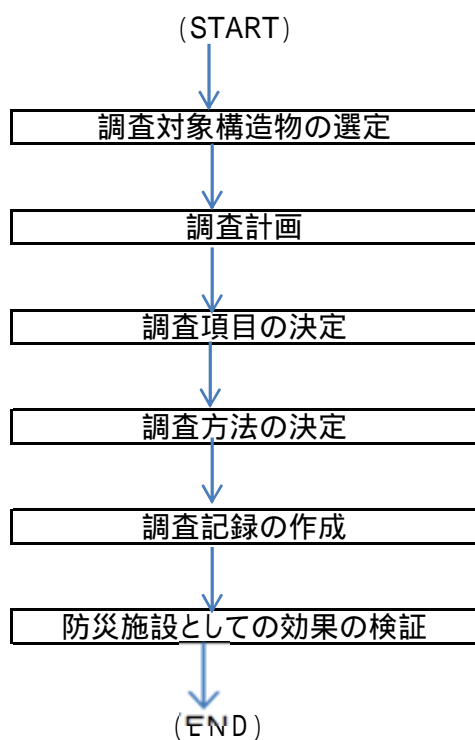 (START)
調査対象構造物の選定
調査計画
調査項目の決定
調査方法の決定
調査記録の作成
防災施設としての効果の検証
(END)